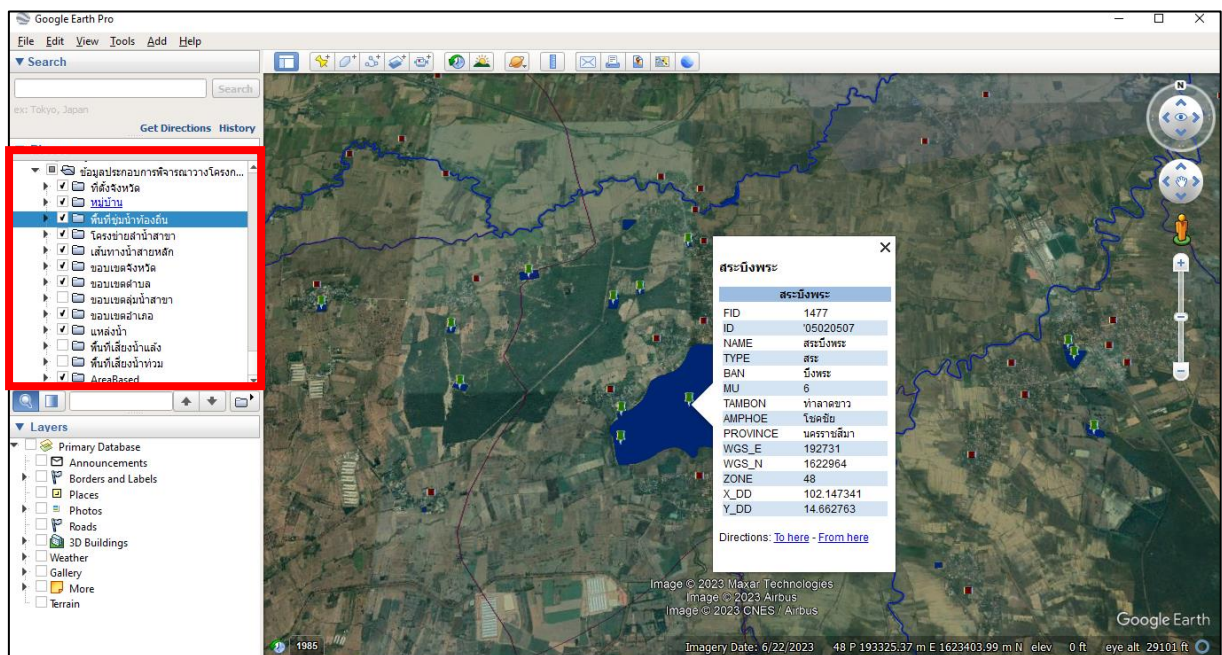 Google Earth Pro
File Edit View Tools Add Help
Search
Search
ex: Tokyo, Japan
Get Directions History
ข้อมูลประกอบการพิจารณาวางโครงก...
ที่ตั้งจังหวัด
หมู่บ้าน
พื้นที่ชุ่มน้ำท้องถิ่น
โครงข่ายลำน้ำสาขา
เส้นทางน้ำสายหลัก
ขอบเขตจังหวัด
ขอบเขตตำบล
ขอบเขตลุ่มน้ำสาขา
ขอบเขตอำเภอ
แหล่งน้ำ
พื้นที่เสี่ยงน้ำแล้ง
พื้นที่เสี่ยงน้ำท่วม
AreaBased
Layers
Primary Database
Announcements
Borders and Labels
Places
Photos
Roads
3D Buildings
Weather
Gallery
More
Terrain
N
สระบึงพระ
สระบึงพระ
FID 1477
ID '05020507
NAME สระบึงพระ
TYPE สระ
BAN บึงพระ
MU 6
TAMBON ท่าลาดขาว
AMPHOE โชคชัย
PROVINCE นครราชสีมา
WGS_E 192731
WGS_N 1622964
ZONE 48
X_DD 102.147341
Y_DD 14.662763
Directions: To here - From here
Image © 2023 Maxar Technologies
Image © 2023 Airbus
Image © 2023 CNES / Airbus
Google Earth
1985
Imagery Date: 6/22/2023 48 P 193325.37 m E 1623403.99 m N elev 0 ft eye alt 29101 ft